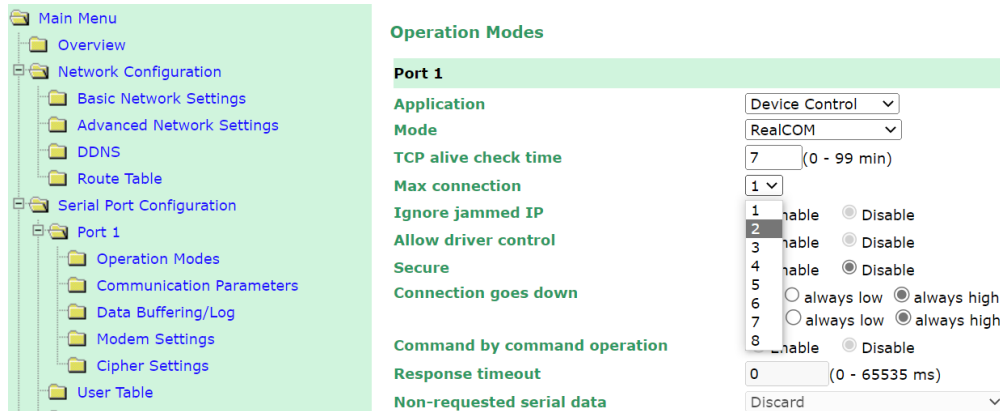 Main Menu
Overview
Network Configuration
Basic Network Settings
Advanced Network Settings
DDNS
Route Table
Serial Port Configuration
Port 1
Operation Modes
Communication Parameters
Data Buffering/Log
Modem Settings
Cipher Settings
User Table
Operation Modes
Port 1
Application Device Control
Mode RealCOM
TCP alive check time 7 (0 - 99 min)
Max connection 1
1
2
3
4
5
6
7
8
Ignore jammed IP Disable
Allow driver control Disable
Secure Disable
Connection goes down always low always high
always low always high
Command by command operation Enable Disable
Response timeout 0 (0 - 65535 ms)
Non-requested serial data Discard